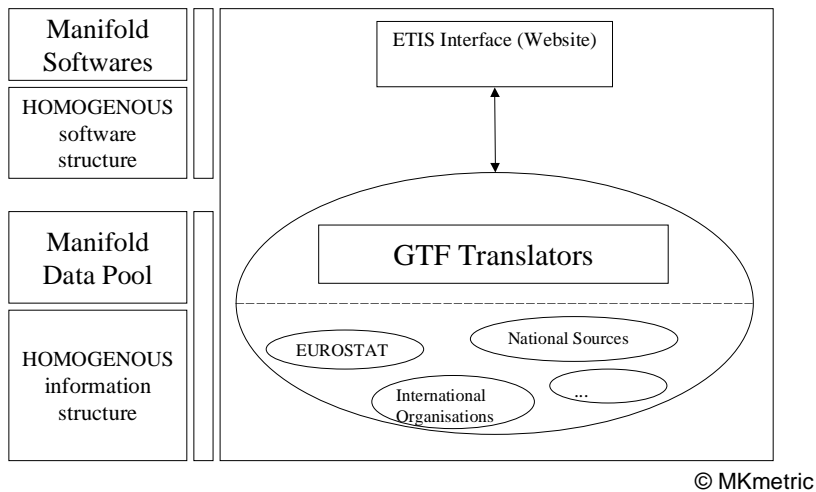 Manifold
Softwares
HOMOGENOUS
software
structure
Manifold
Data Pool
HOMOGENOUS
information
structure
ETIS Interface (Website)
GTF Translators
EUROSTAT
National Sources
International
Organisations
...
© MKmetric